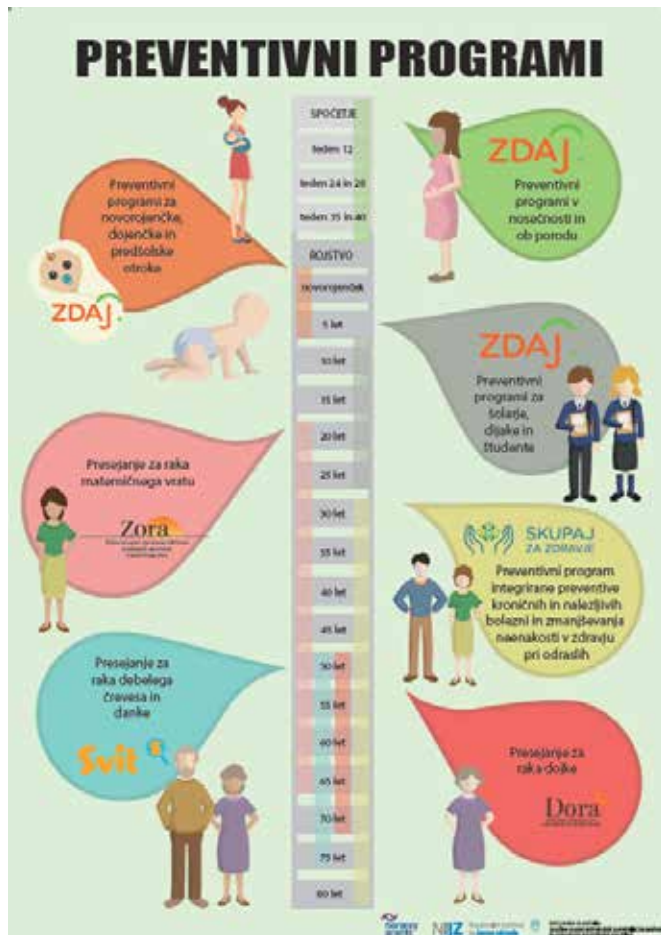 PREVENTIVNI PROGRAMI
SPOČETJE
teden 12
teden 24 in 28
teden 35 in 40
ROJSTVO
novorojenček
5 let
10 let
15 let
20 let
25 let
30 let
35 let
40 let
45 let
50 let
55 let
60 let
65 let
70 let
75 let
80 let
ZDAJ.
Preventivni
programi v
nosečnosti in
ob porodu
Preventivni
programi za
novorojenčke,
dojenčke in
predšolske
otroke
ZDAJ.
ZDAJ.
Preventivni
programi za
šolarje,
dijake in
študente
Presejanje za raka
materničnega vratu
Zora
SKUPAJ
ZA ZDRAVJE
Preventivni program
integrirane preventive
kroničnih in nalezljivih
bolezni in zmanjševanja
neenakosti v zdravju
pri odraslih
Presejanje za
raka debelega
črevesa in
danke
Svit
Presejanje za
raka dojke
Dora
NIJZ